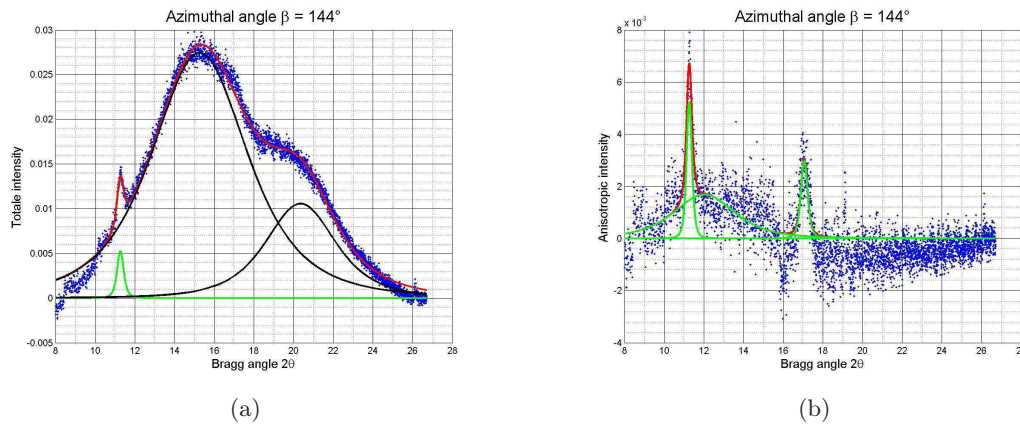 Azimuthal angle β = 144°
0.03
0.025
0.02
0.015
0.01
0.005
0
-0.005
Totale intensity
8 10 12 14 16 18 20 22 24 26 28
Bragg angle 2θ
(a)
Azimuthal angle β = 144°
x 10⁻³
8
6
4
2
0
-2
-4
Anisotropic intensity
8 10 12 14 16 18 20 22 24 26 28
Bragg angle 2θ
(b)